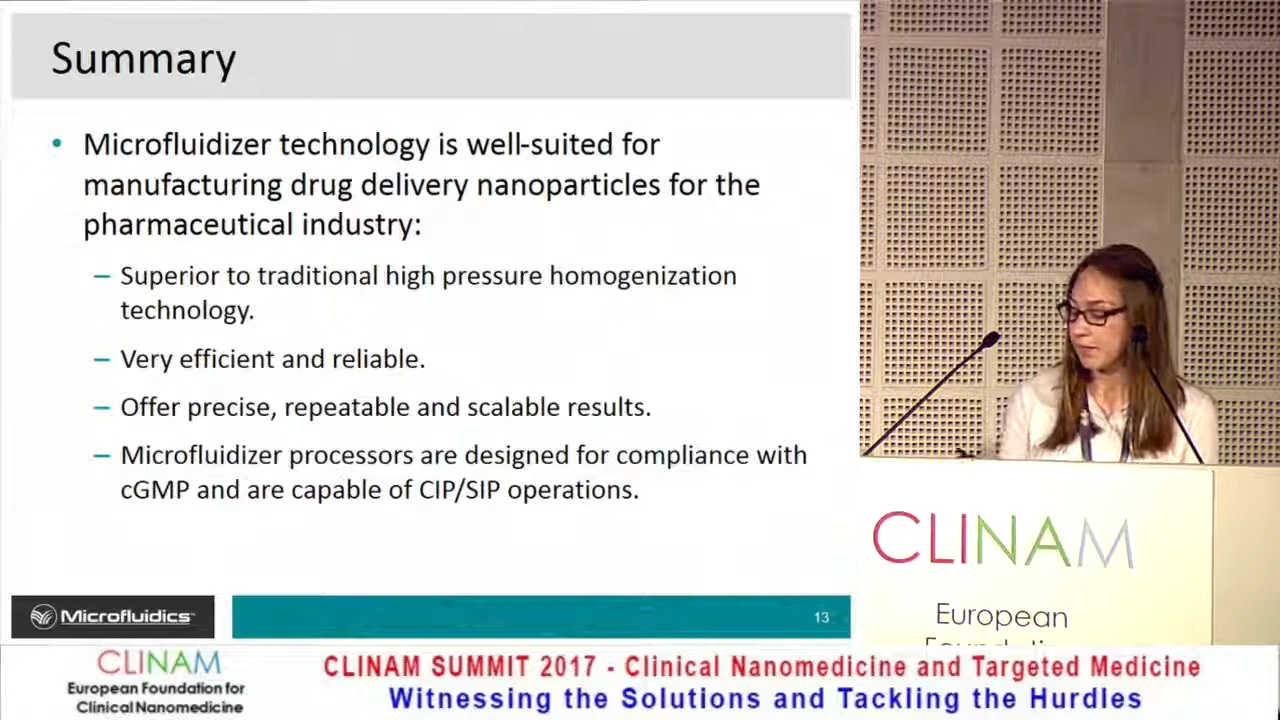 Summary
• Microfluidizer technology is well-suited for
manufacturing drug delivery nanoparticles for the
pharmaceutical industry:
– Superior to traditional high pressure homogenization
technology.
– Very efficient and reliable.
– Offer precise, repeatable and scalable results.
– Microfluidizer processors are designed for compliance with
cGMP and are capable of CIP/SIP operations.
Microfluidics
13
CLINAM
European
CLINAM
European Foundation for
Clinical Nanomedicine
CLINAM SUMMIT 2017 - Clinical Nanomedicine and Targeted Medicine
Witnessing the Solutions and Tackling the Hurdles